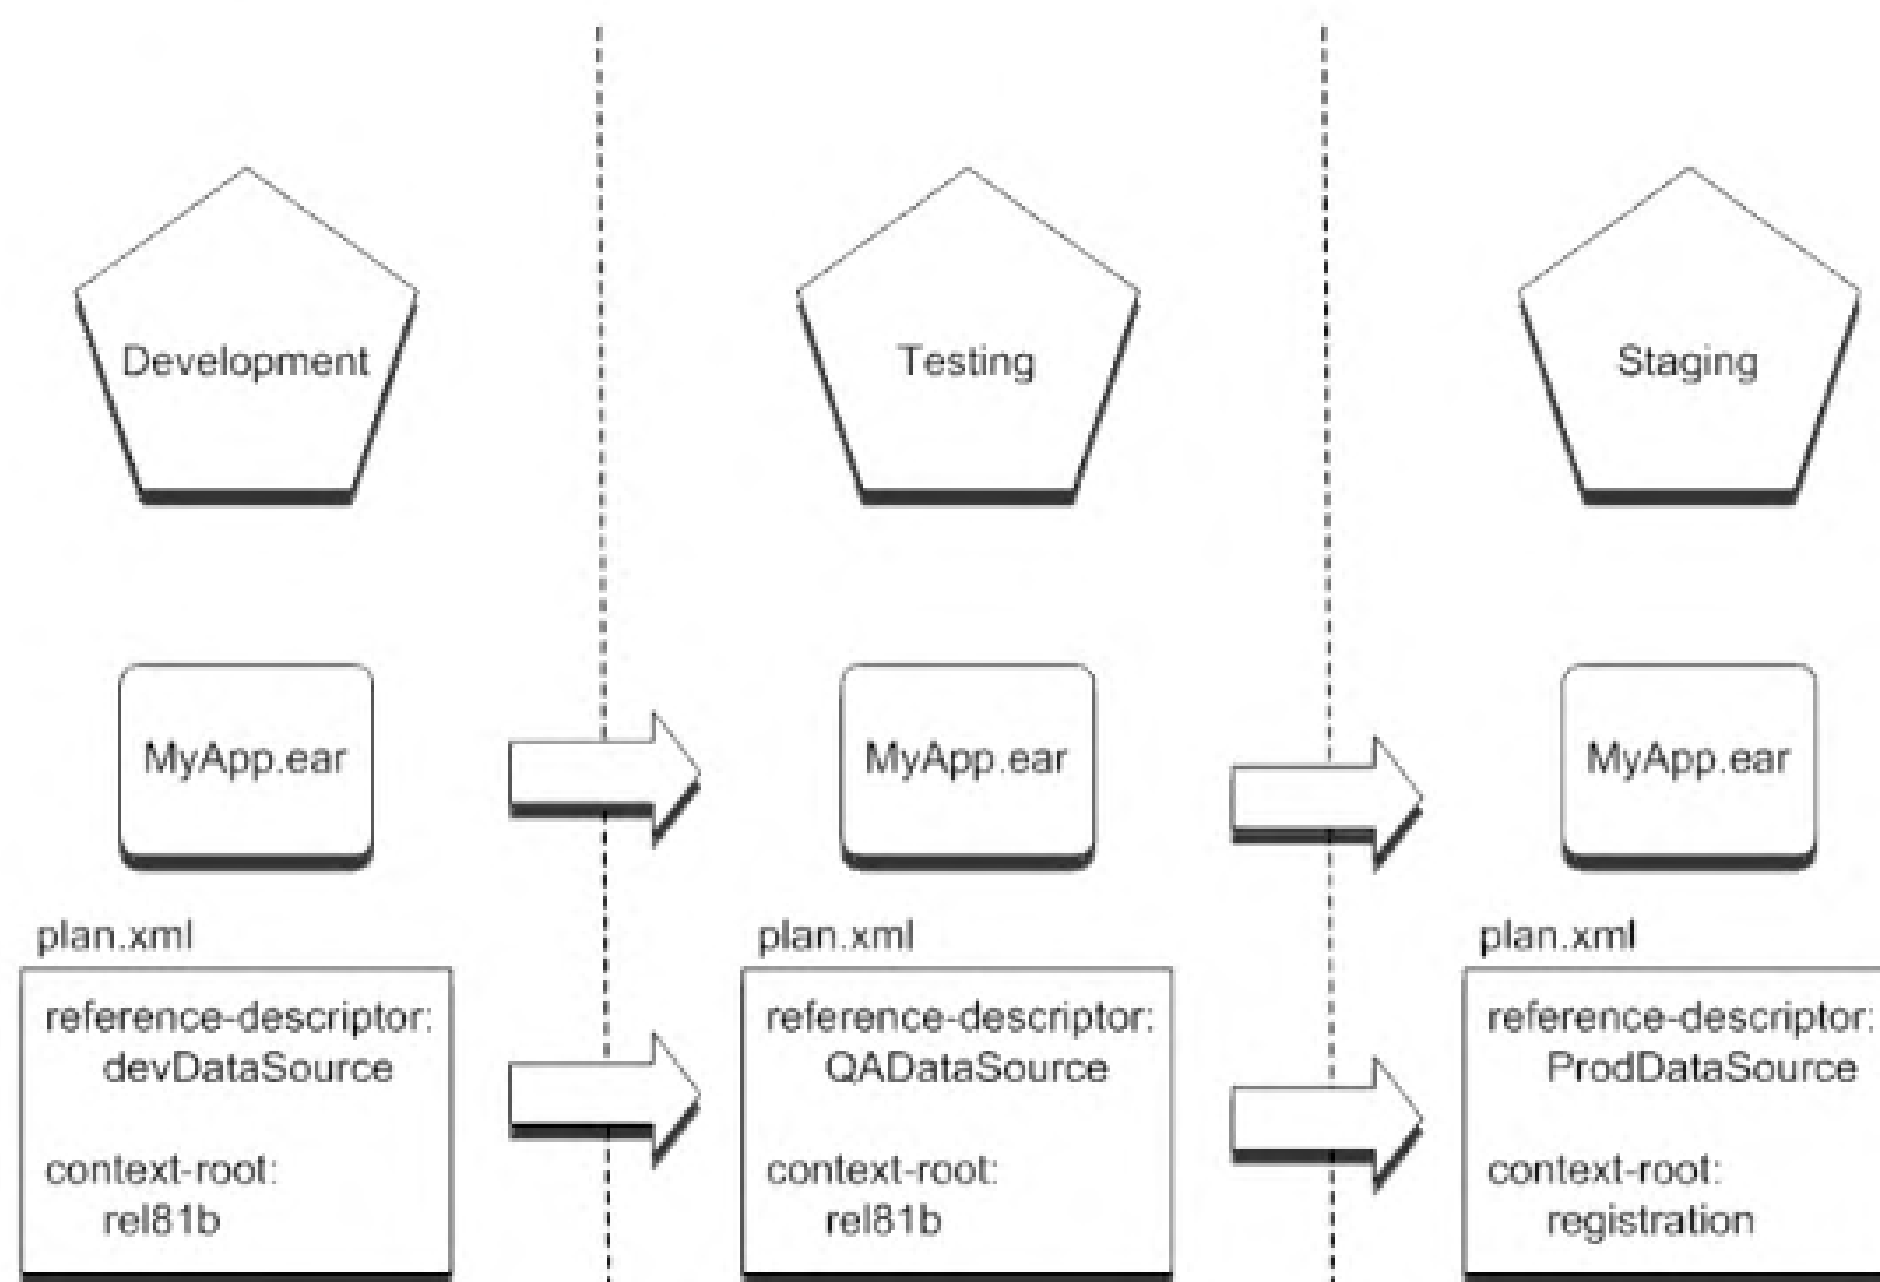 Development
Testing
Staging
MyApp.ear
MyApp.ear
MyApp.ear
plan.xml
reference-descriptor:
devDataSource
context-root:
rel81b
plan.xml
reference-descriptor:
QADataSource
context-root:
rel81b
plan.xml
reference-descriptor:
ProdDataSource
context-root:
registration